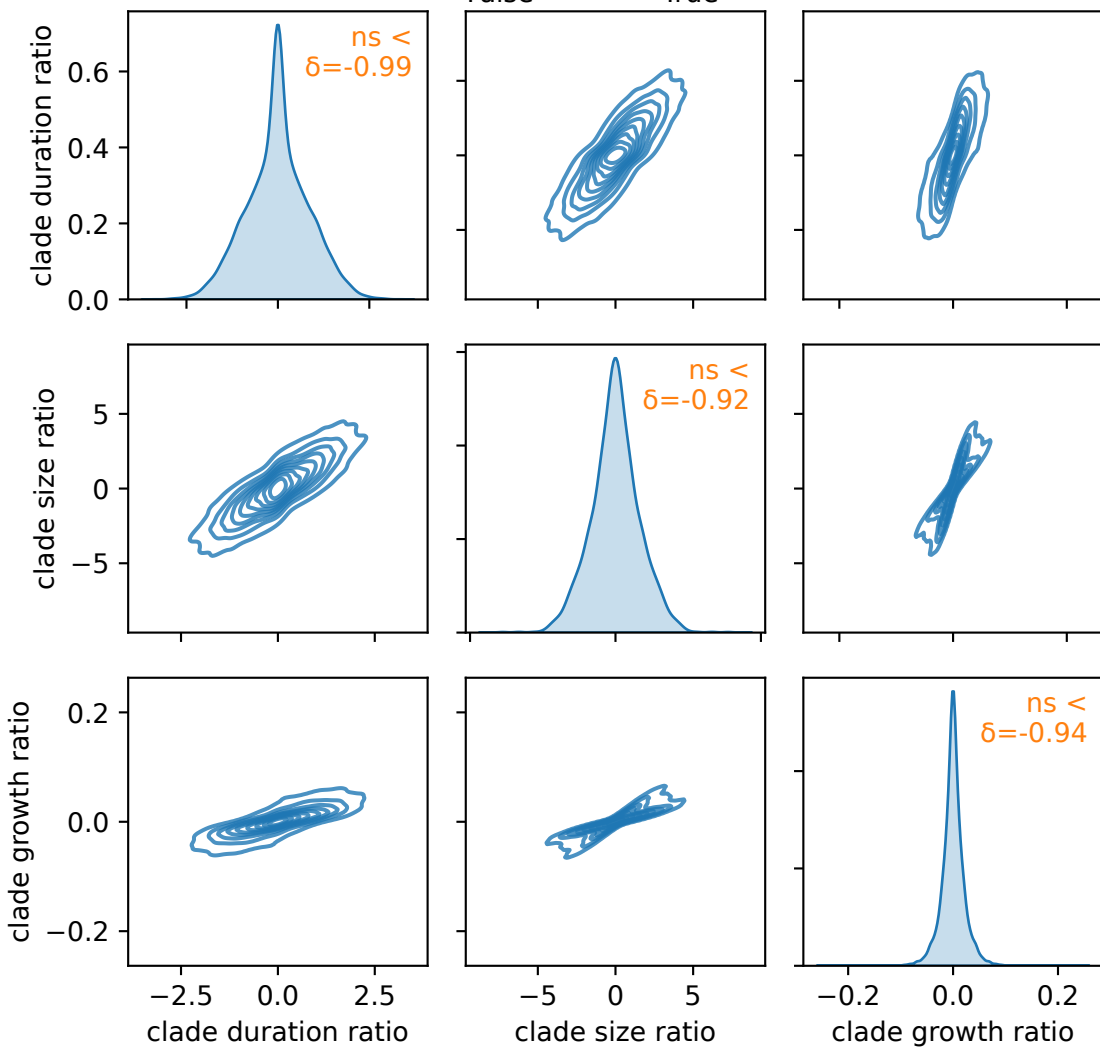 clade duration ratio
0.6
0.4
0.2
0.0
ns <
δ=-0.99
clade size ratio
5
0
−5
ns <
δ=-0.92
clade growth ratio
0.2
0.0
−0.2
ns <
δ=-0.94
−2.5 0.0 2.5
clade duration ratio
−5 0 5
clade size ratio
−0.2 0.0 0.2
clade growth ratio